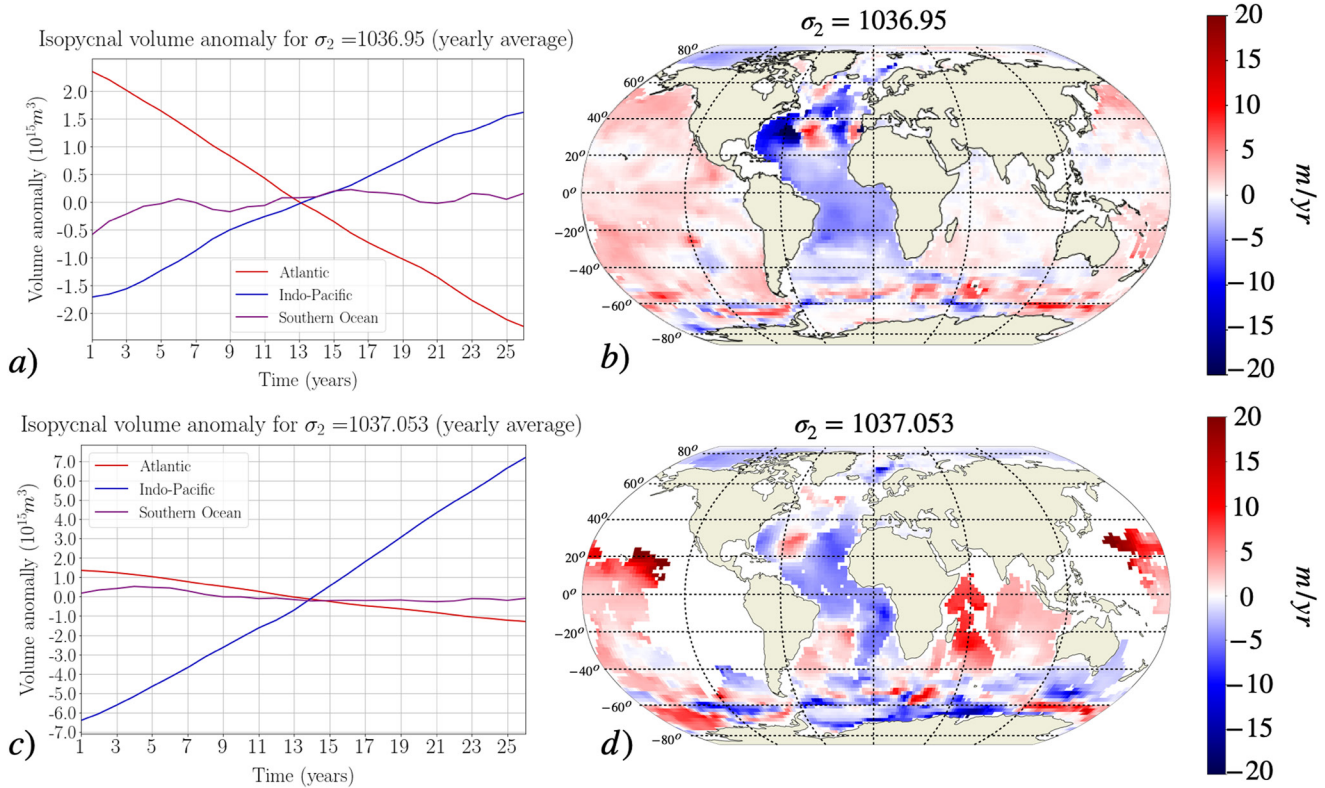 Isopycnal volume anomaly for σ₂ =1036.95 (yearly average)
Volume anomally (10¹⁵m³)
2.0
1.5
1.0
0.5
0.0
-0.5
-1.0
-1.5
-2.0
Atlantic
Indo-Pacific
Southern Ocean
1 3 5 7 9 11 13 15 17 19 21 23 25
Time (years)
a)
σ₂ = 1036.95
80°
60°
40°
20°
0°
−20°
−40°
−60°
−80°
b)
20
15
10
5
0
−5
−10
−15
−20
m/yr
Isopycnal volume anomaly for σ₂ =1037.053 (yearly average)
Volume anomally (10¹⁵m³)
7.0
6.0
5.0
4.0
3.0
2.0
1.0
0.0
-1.0
-2.0
-3.0
-4.0
-5.0
-6.0
-7.0
Atlantic
Indo-Pacific
Southern Ocean
1 3 5 7 9 11 13 15 17 19 21 23 25
Time (years)
c)
σ₂ = 1037.053
80°
60°
40°
20°
0°
−20°
−40°
−60°
−80°
d)
20
15
10
5
0
−5
−10
−15
−20
m/yr